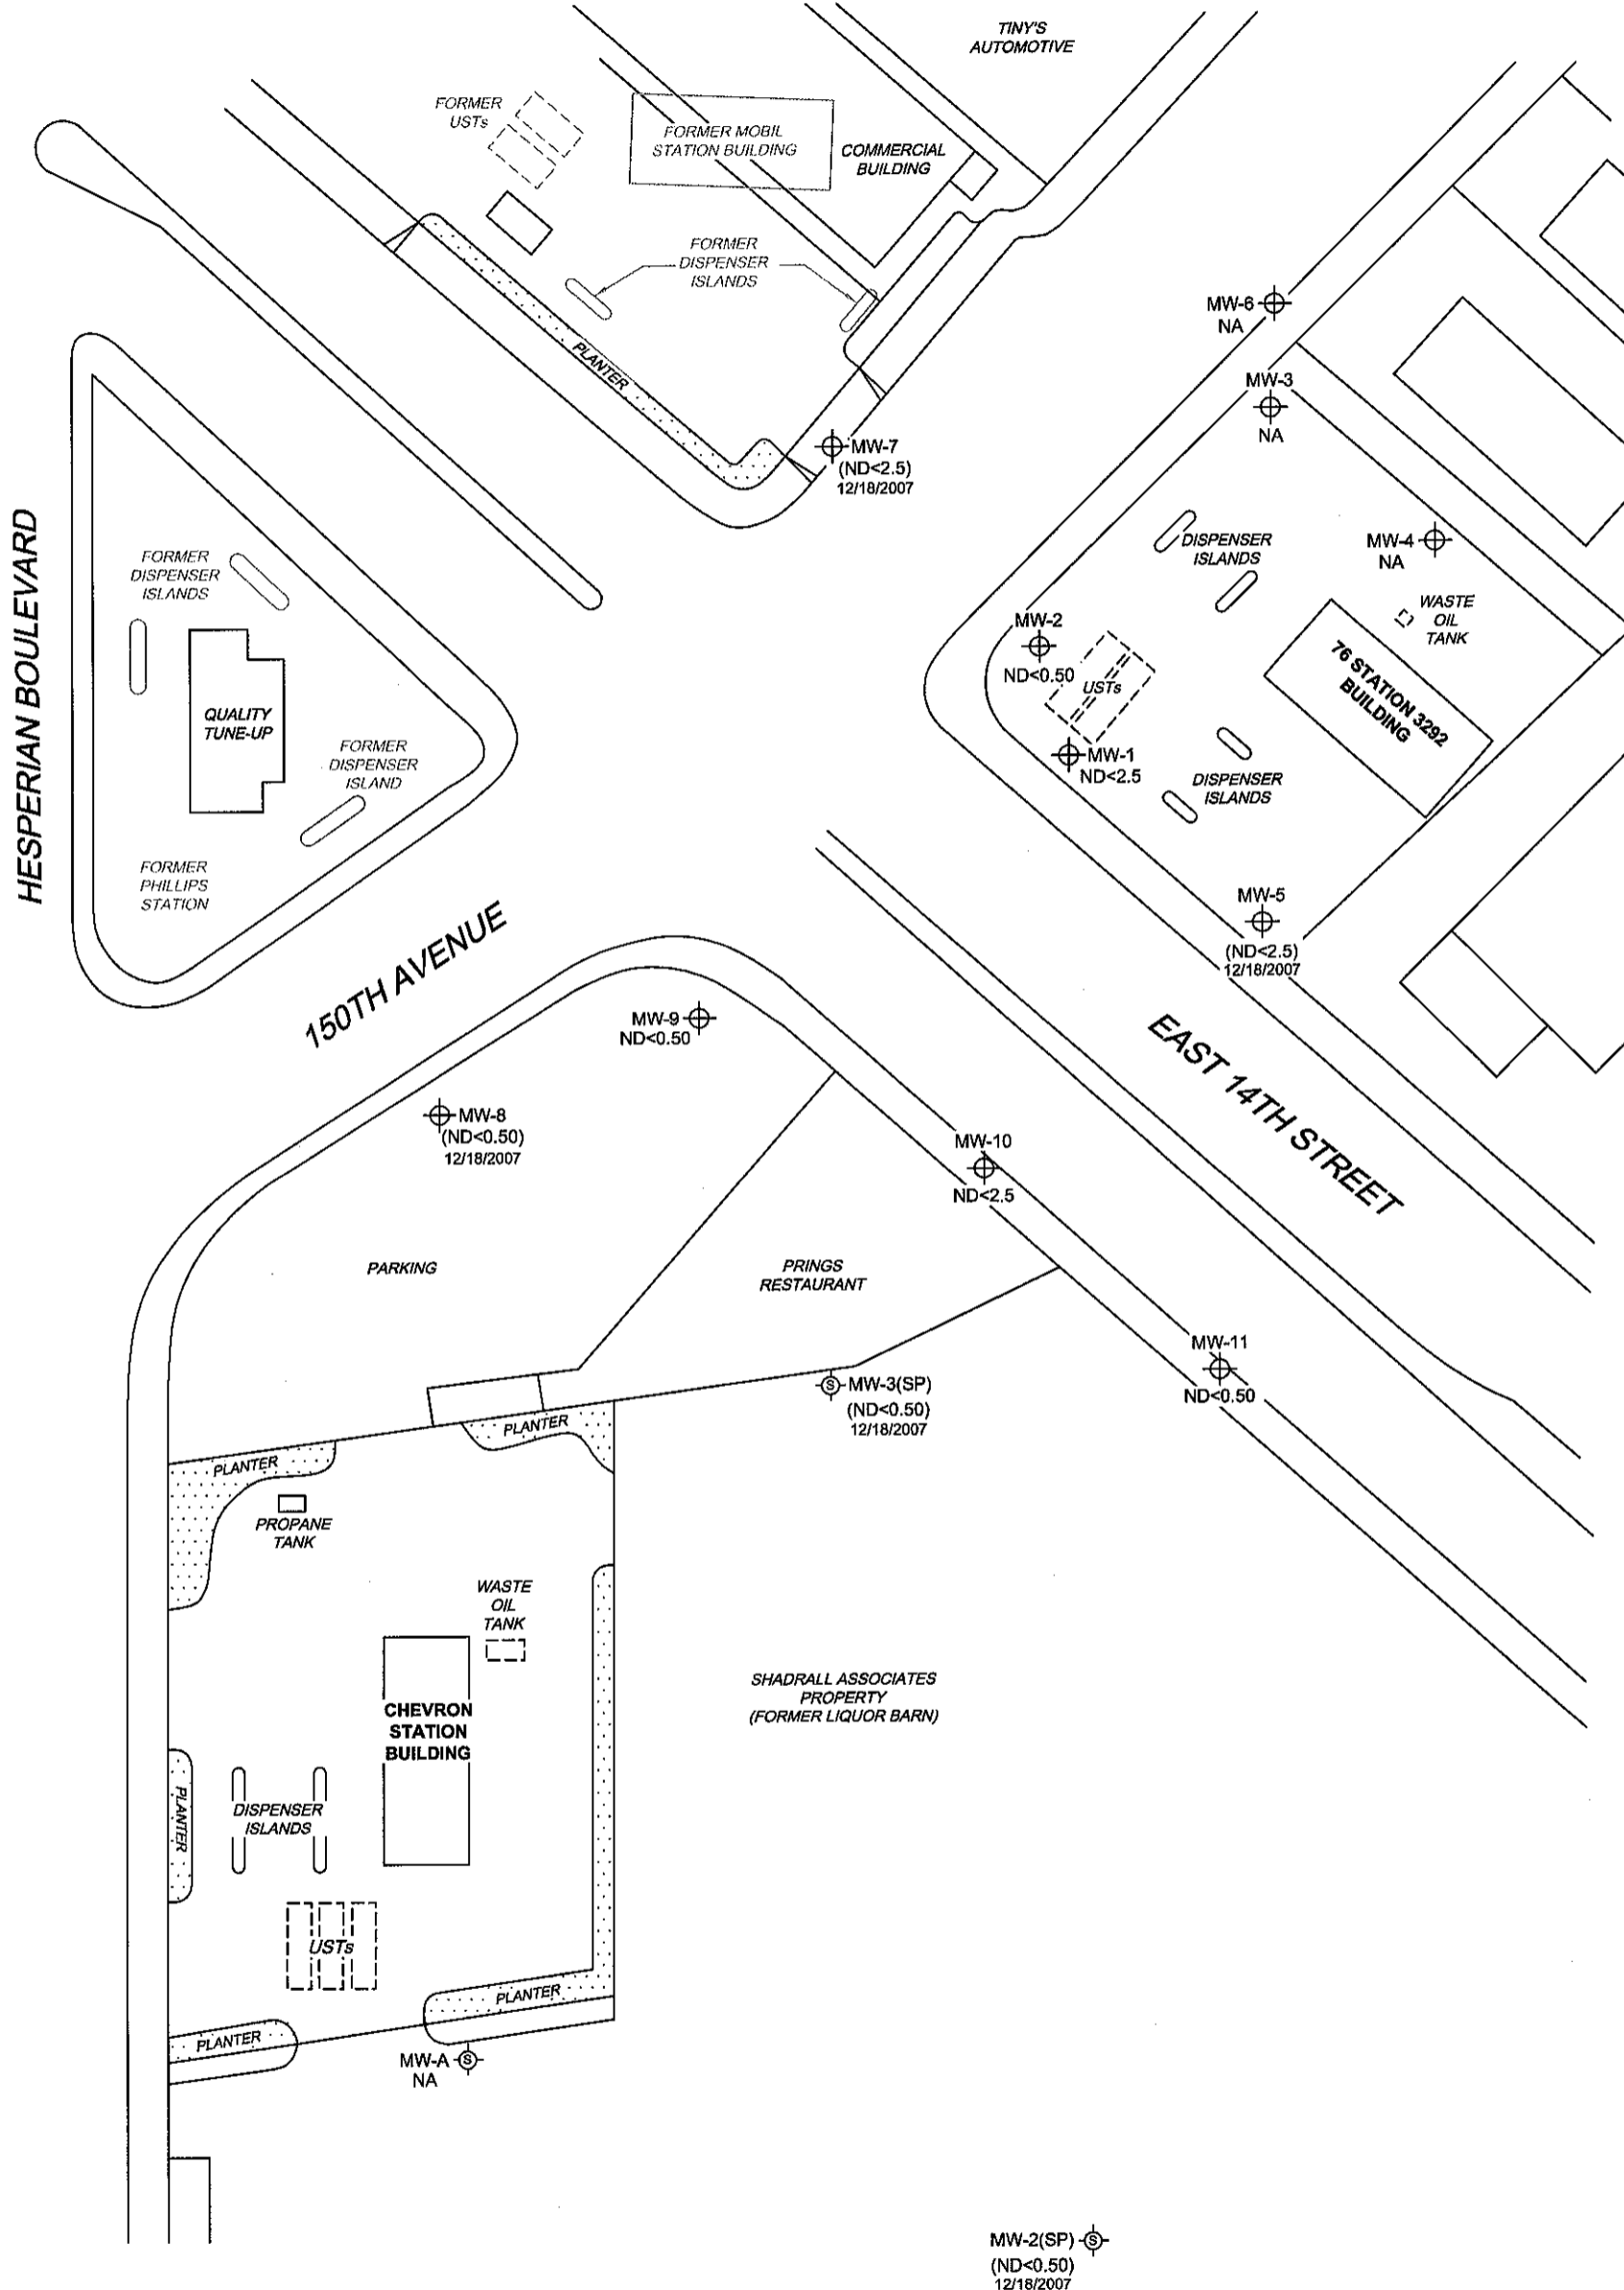 TINY'S
AUTOMOTIVE
FORMER
USTs
FORMER MOBIL
STATION BUILDING
COMMERCIAL
BUILDING
FORMER
DISPENSER
ISLANDS
PLANTER
MW-6
NA
MW-3
NA
MW-7
(ND<2.5)
12/18/2007
HESPERIAN BOULEVARD
FORMER
DISPENSER
ISLANDS
QUALITY
TUNE-UP
FORMER
DISPENSER
ISLAND
FORMER
PHILLIPS
STATION
DISPENSER
ISLANDS
MW-4
NA
WASTE
OIL
TANK
MW-2
ND<0.50
USTs
76 STATION 3292
BUILDING
MW-1
ND<2.5
DISPENSER
ISLANDS
MW-5
(ND<2.5)
12/18/2007
150TH AVENUE
EAST 14TH STREET
MW-9
ND<0.50
MW-8
(ND<0.50)
12/18/2007
MW-10
ND<2.5
PARKING
PRINGS
RESTAURANT
MW-11
ND<0.50
MW-3(SP)
(ND<0.50)
12/18/2007
PLANTER
PLANTER
PROPANE
TANK
WASTE
OIL
TANK
CHEVRON
STATION
BUILDING
SHADRALL ASSOCIATES
PROPERTY
(FORMER LIQUOR BARN)
PLANTER
DISPENSER
ISLANDS
USTs
PLANTER
PLANTER
MW-A
NA
MW-2(SP)
(ND<0.50)
12/18/2007